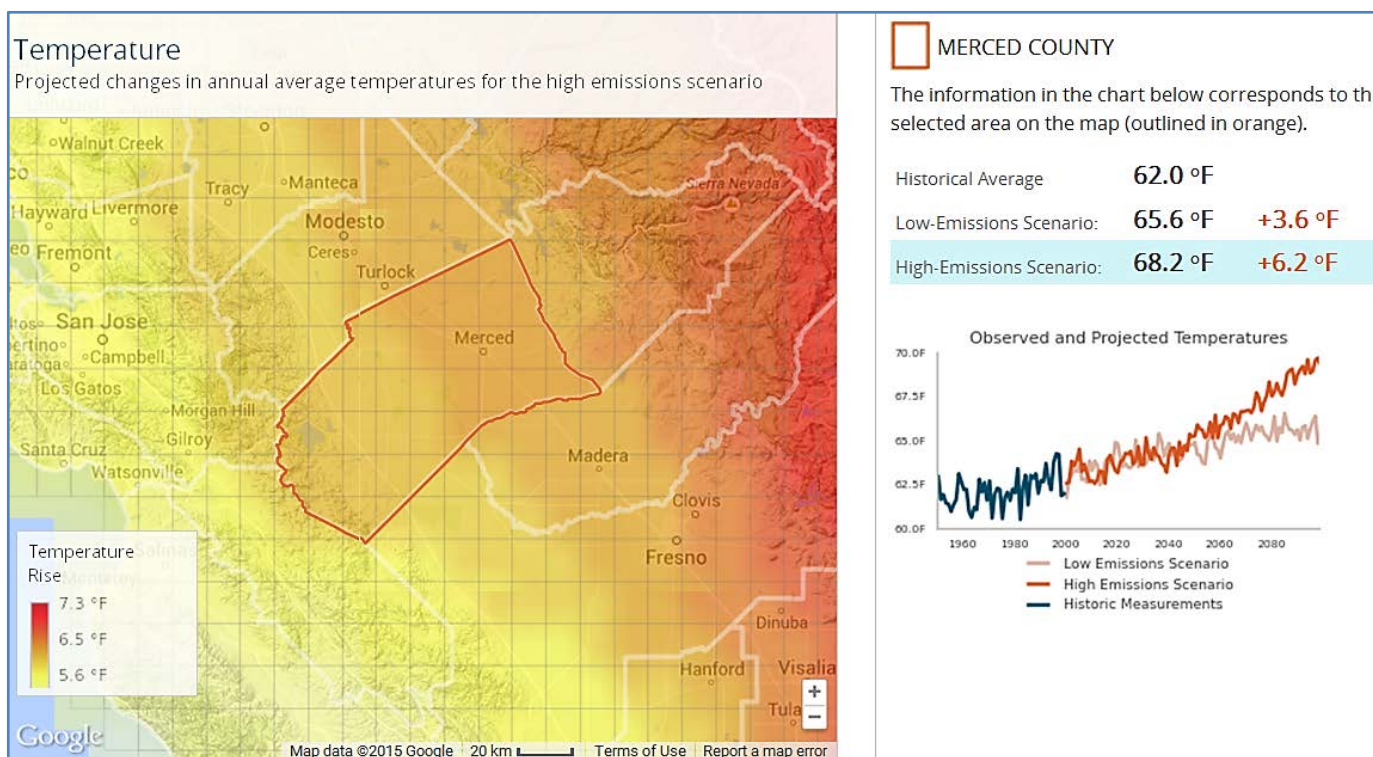 Temperature
Projected changes in annual average temperatures for the high emissions scenario
Walnut Creek
Tracy
Manteca
Hayward
Livermore
Modesto
Sierra Nevada
Fremont
Ceres
Turlock
San Jose
Merced
Campbell
Los Gatos
Morgan Hill
Gilroy
Santa Cruz
Watsonville
Madera
Clovis
Fresno
Salinas
Dinuba
Hanford
Visalia
Temperature
Rise
7.3 °F
6.5 °F
5.6 °F
+
−
Google
Map data ©2015 Google
20 km
Terms of Use
Report a map error
MERCED COUNTY
The information in the chart below corresponds to th
selected area on the map (outlined in orange).
Historical Average 62.0 °F
Low-Emissions Scenario: 65.6 °F +3.6 °F
High-Emissions Scenario: 68.2 °F +6.2 °F
Observed and Projected Temperatures
70.0F
67.5F
65.0F
62.5F
60.0F
1960 1980 2000 2020 2040 2060 2080
Low Emissions Scenario
High Emissions Scenario
Historic Measurements